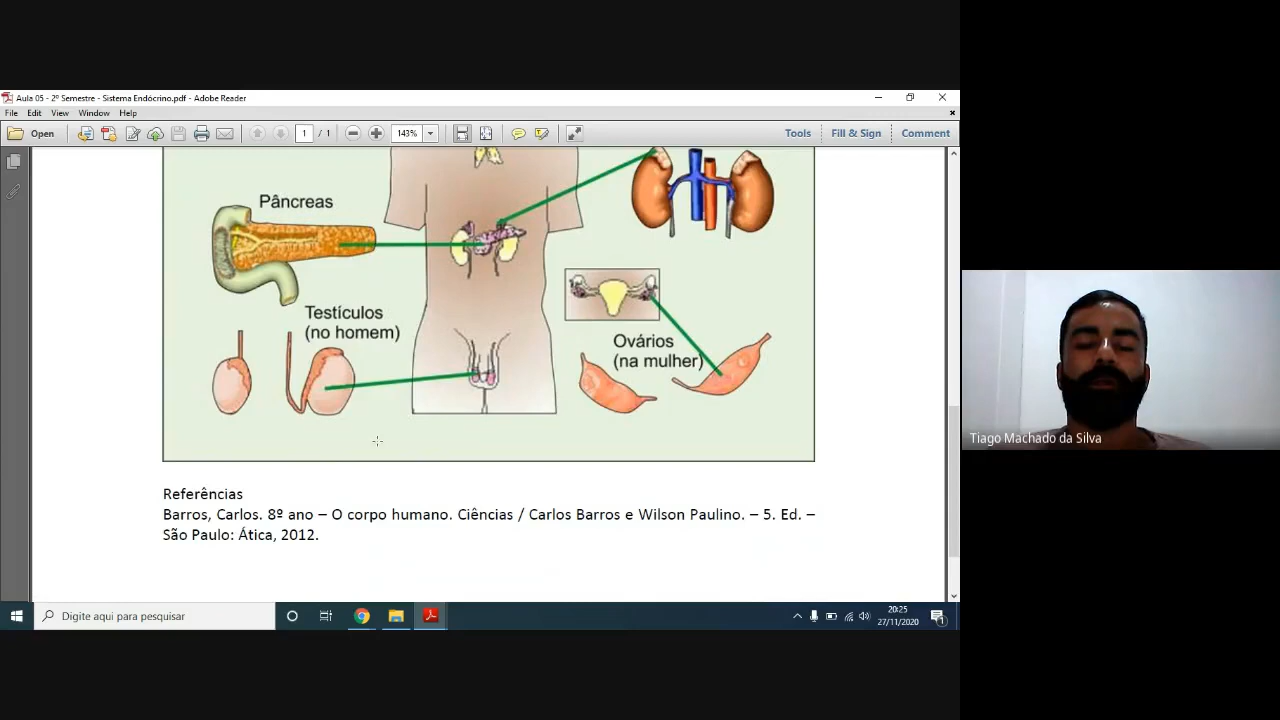 Aula 05 - 2º Semestre - Sistema Endócrino.pdf - Adobe Reader
File Edit View Window Help
Open 1 / 1 143% Tools Fill & Sign Comment
Pâncreas
Testículos
(no homem)
Ovários
(na mulher)
Tiago Machado da Silva
Referências
Barros, Carlos. 8º ano – O corpo humano. Ciências / Carlos Barros e Wilson Paulino. – 5. Ed. –
São Paulo: Ática, 2012.
Digite aqui para pesquisar
20:25
27/11/2020
1